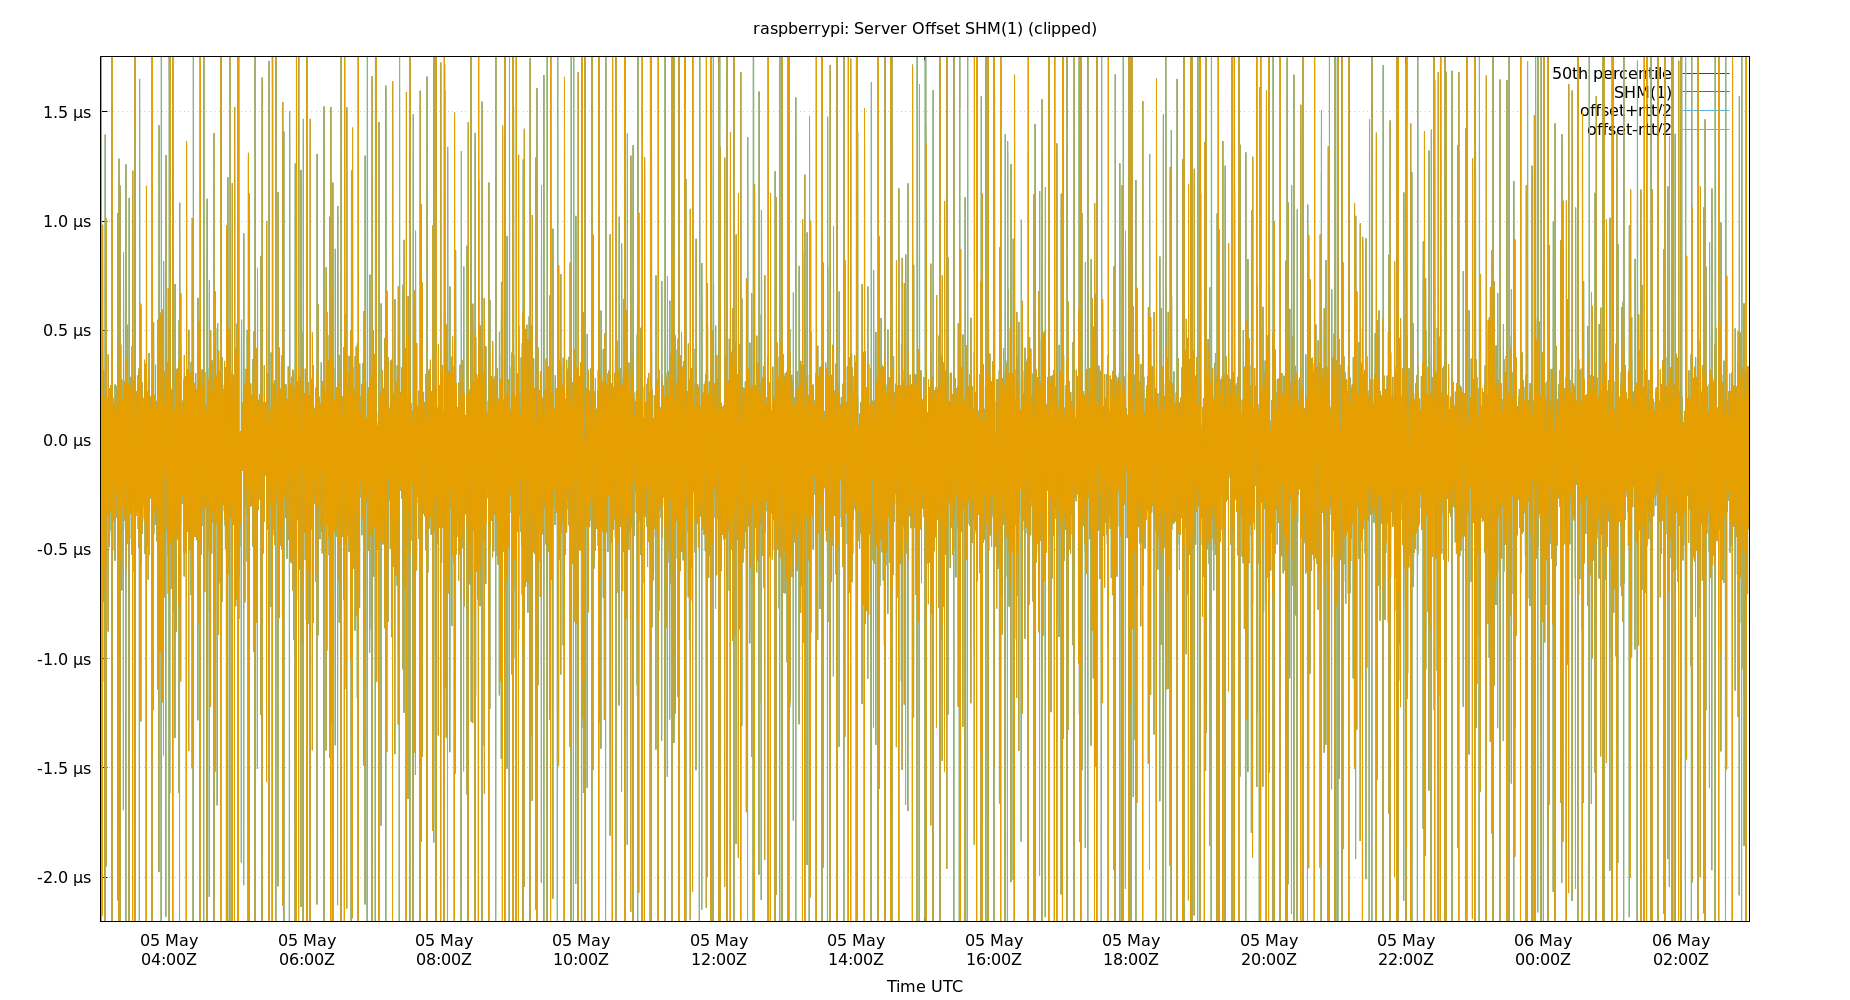 raspberrypi: Server Offset SHM(1) (clipped)
50th percentile
SHM(1)
offset+rtt/2
offset-rtt/2
1.5 µs
1.0 µs
0.5 µs
0.0 µs
-0.5 µs
-1.0 µs
-1.5 µs
-2.0 µs
05 May 05 May 05 May 05 May 05 May 05 May 05 May 05 May 05 May 05 May 06 May 06 May
04:00Z 06:00Z 08:00Z 10:00Z 12:00Z 14:00Z 16:00Z 18:00Z 20:00Z 22:00Z 00:00Z 02:00Z
Time UTC